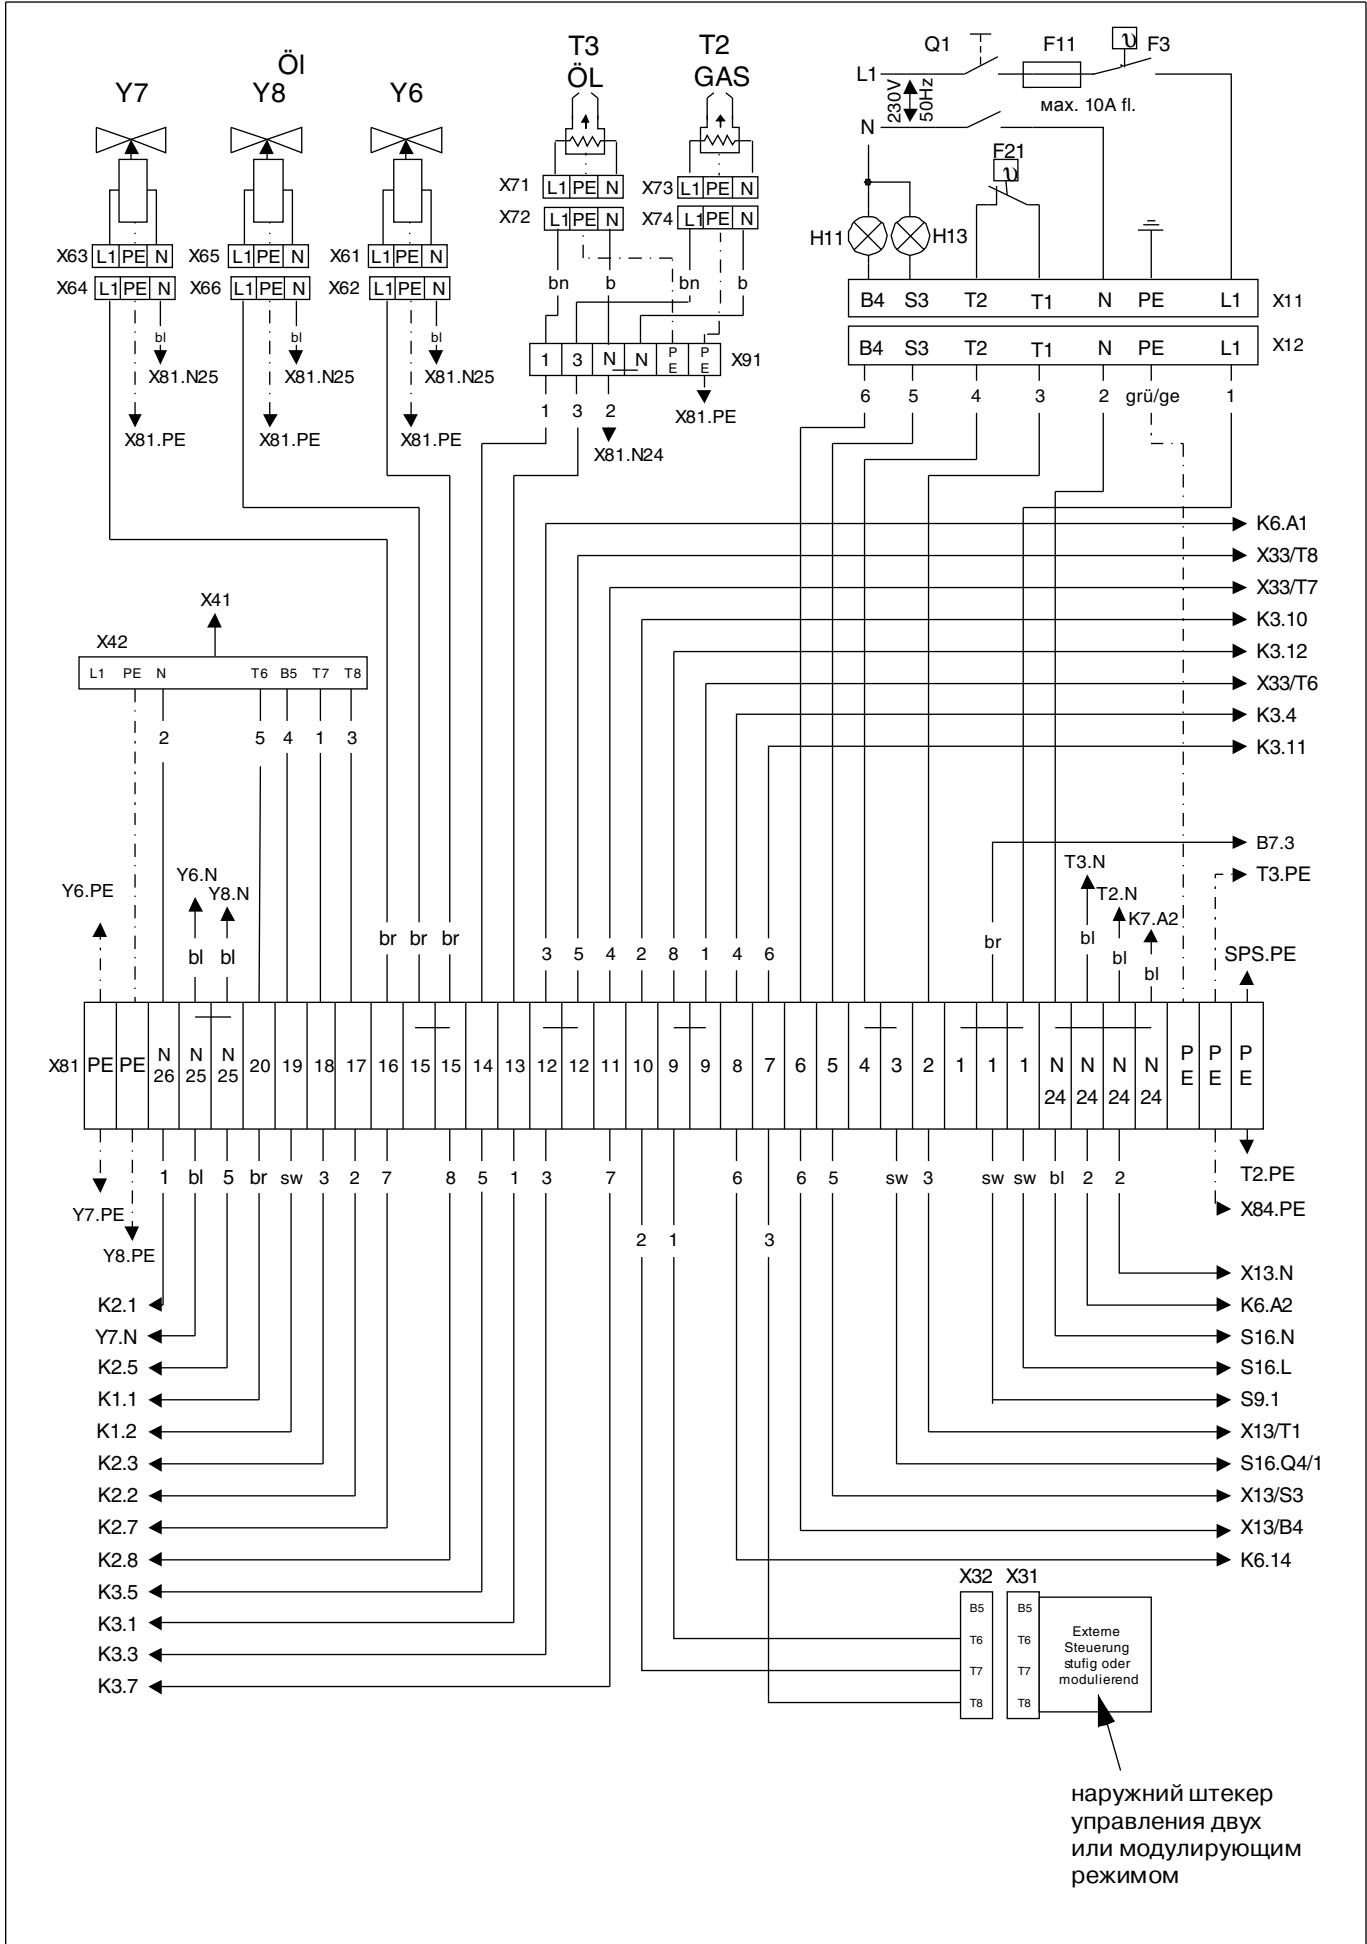 Öl
Y7 Y8 Y6
T3 T2
ÖL GAS
Q1 F11 F3
L1
230V
50Hz
мах. 10A fl.
N
F21
υ
υ
X71 L1 PE N X73 L1 PE N
X72 L1 PE N X74 L1 PE N
H11 H13
X63 L1 PE N X65 L1 PE N X61 L1 PE N
X64 L1 PE N X66 L1 PE N X62 L1 PE N
bn b bn b
B4 S3 T2 T1 N PE L1 X11
bl bl bl
B4 S3 T2 T1 N PE L1 X12
1 3 N N PE PE X91
X81.N25 X81.N25 X81.N25
6 5 4 3 2 grü/ge 1
1 3 2 X81.PE
X81.PE X81.PE X81.PE
X81.N24
K6.A1
X33/T8
X33/T7
K3.10
K3.12
X33/T6
K3.4
K3.11
X41
X42
L1 PE N T6 B5 T7 T8
2 5 4 1 3
B7.3
T3.PE
Y6.PE Y6.N Y8.N
T3.N T2.N K7.A2
SPS.PE
bl bl br br br 3 5 4 2 8 1 4 6 br bl bl bl
X81 PE PE N26 N25 N25 20 19 18 17 16 15 15 14 13 12 12 11 10 9 9 8 7 6 5 4 3 2 1 1 1 N24 N24 N24 N24 PE PE PE
1 bl 5 br sw 3 2 7 8 5 1 3 7 6 6 5 sw 3 sw sw bl 2 2
T2.PE
Y7.PE
X84.PE
2 1 3
Y8.PE
X13.N
K2.1 K6.A2
Y7.N S16.N
K2.5 S16.L
K1.1 S9.1
K1.2 X13/T1
K2.3 S16.Q4/1
K2.2 X13/S3
K2.7 X13/B4
K2.8 K6.14
K3.5
K3.1
K3.3
K3.7
X32 X31
B5 B5
T6 T6
T7 T7
T8 T8
Externe
Steuerung
stufig oder
modulierend
наружний штекер
управления двух
или модулирующим
режимом